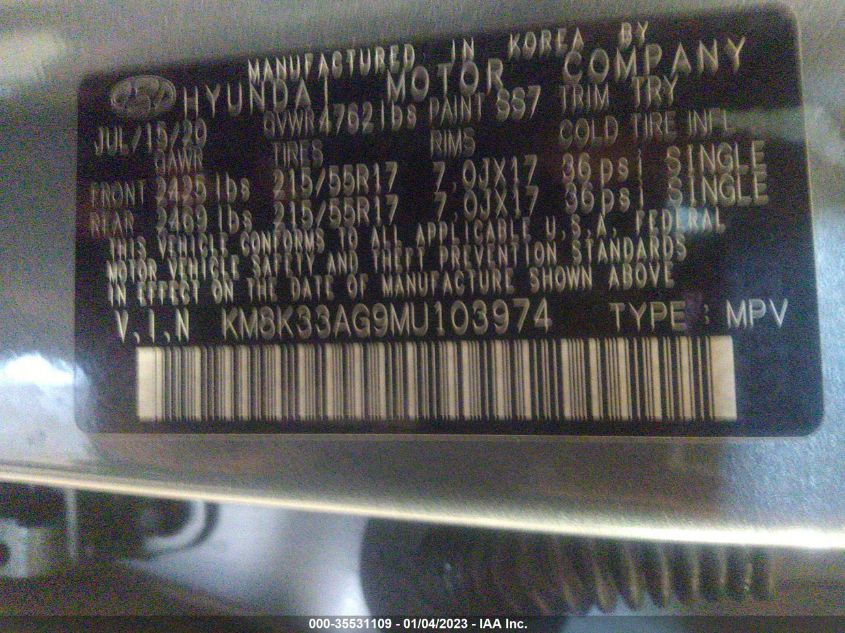 MANUFACTURED IN KOREA BY
HYUNDAI MOTOR COMPANY
JUL/15/20 GVWR 4762lbs PAINT SS7 TRIM TRY
GAWR TIRES RIMS COLD TIRE INFL
FRONT 2425lbs 215/55R17 7,0JX17 36psi SINGLE
REAR 2469lbs 215/55R17 7,0JX17 36psi SINGLE
THIS VEHICLE CONFORMS TO ALL APPLICABLE U,S,A, FEDERAL
MOTOR VEHICLE SAFETY AND THEFT PREVENTION STANDARDS
IN EFFECT ON THE DATE OF MANUFACTURE SHOWN ABOVE
V,I,N KM8K33AG9MU103974 TYPE : MPV
000-35531109 - 01/04/2023 - IAA Inc.